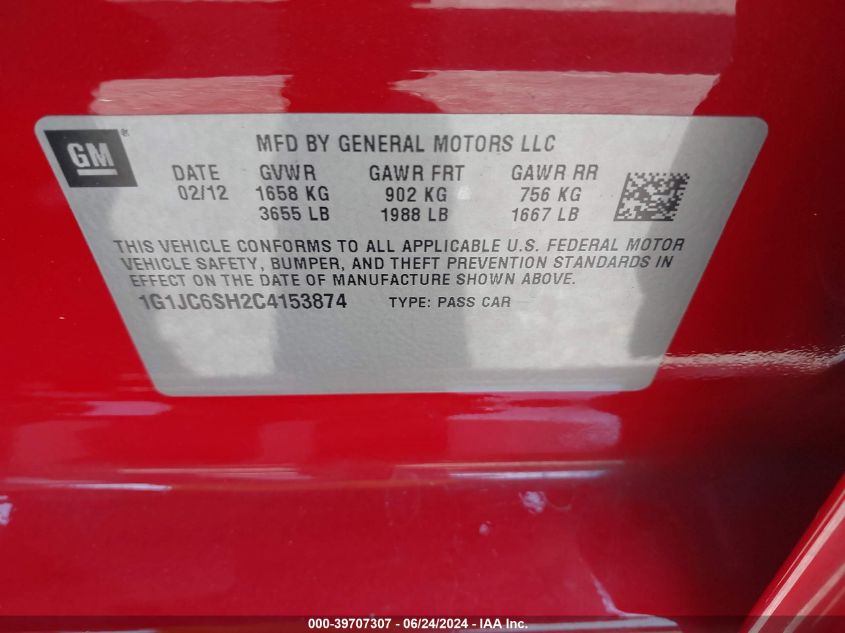 GM ®
MFD BY GENERAL MOTORS LLC
DATE GVWR GAWR FRT GAWR RR
02/12 1658 KG 902 KG 756 KG
3655 LB 1988 LB 1667 LB
THIS VEHICLE CONFORMS TO ALL APPLICABLE U.S. FEDERAL MOTOR
VEHICLE SAFETY, BUMPER, AND THEFT PREVENTION STANDARDS IN
EFFECT ON THE DATE OF MANUFACTURE SHOWN ABOVE.
1G1JC6SH2C4153874 TYPE: PASS CAR
000-39707307 - 06/24/2024 - IAA Inc.